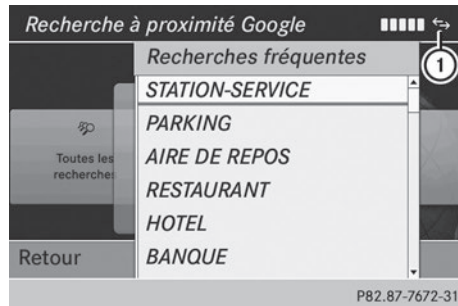 Recherche à proximité Google
1
Recherches fréquentes
STATION-SERVICE
PARKING
AIRE DE REPOS
RESTAURANT
HOTEL
BANQUE
Toutes les
recherche
Retour
P82.87-7672-31